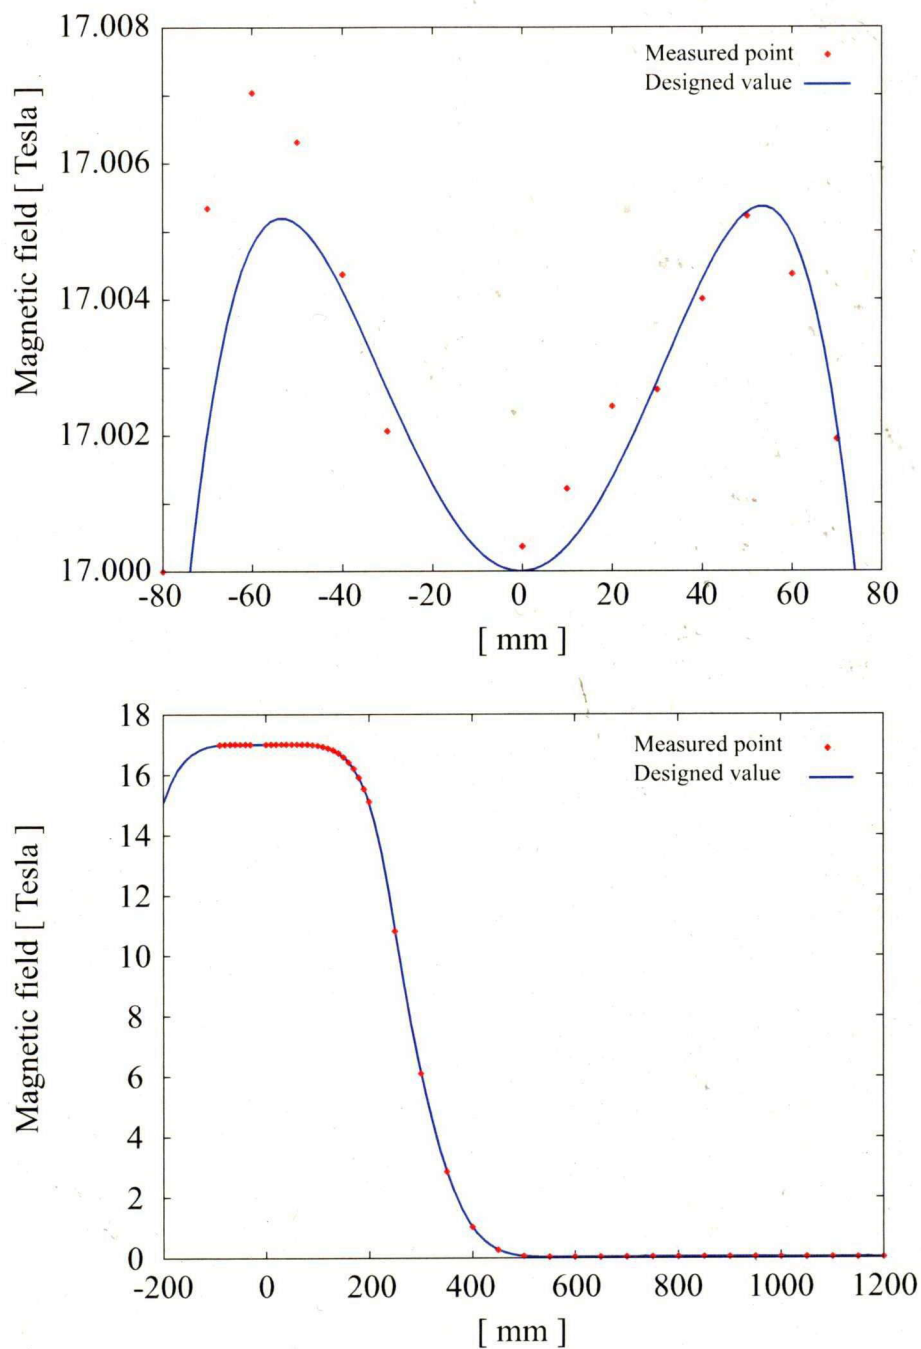 17.008
17.006
17.004
17.002
17.000
Magnetic field [ Tesla ]
Measured point
Designed value
-80 -60 -40 -20 0 20 40 60 80
[ mm ]
18
16
14
12
10
8
6
4
2
0
Magnetic field [ Tesla ]
Measured point
Designed value
-200 0 200 400 600 800 1000 1200
[ mm ]